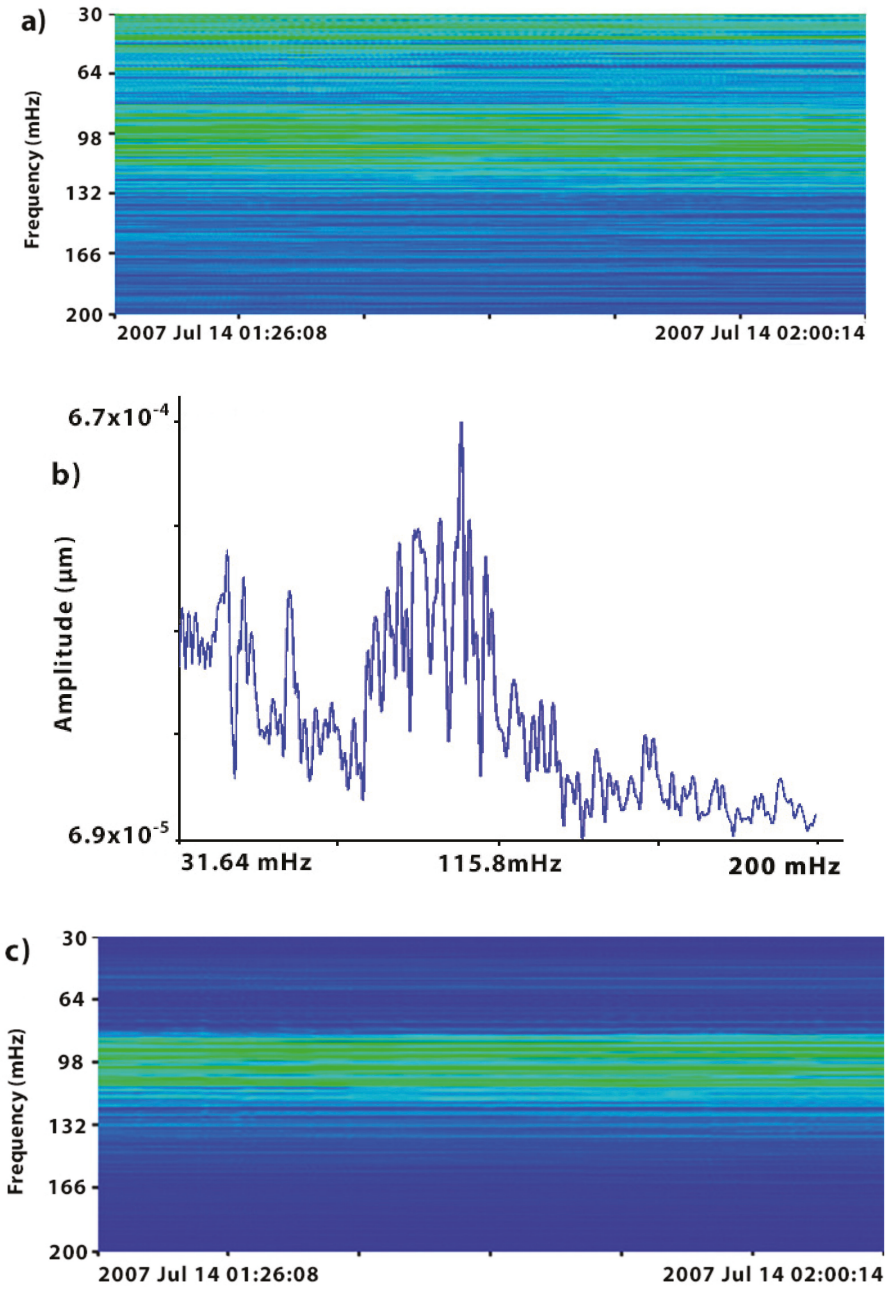 a)
Frequency (mHz)
30
64
98
132
166
200
2007 Jul 14 01:26:08 2007 Jul 14 02:00:14
b)
Amplitude (μm)
6.7x10⁻⁴
6.9x10⁻⁵
31.64 mHz 115.8mHz 200 mHz
c)
Frequency (mHz)
30
64
98
132
166
200
2007 Jul 14 01:26:08 2007 Jul 14 02:00:14